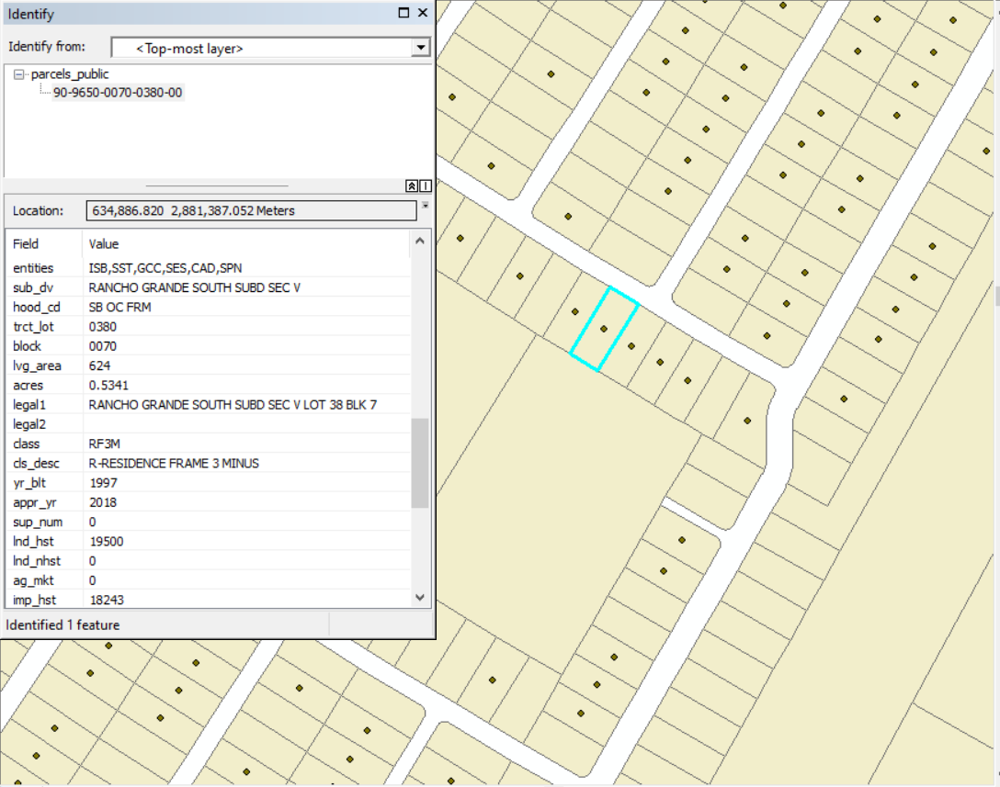 Identify
Identify from: <Top-most layer>
parcels_public
90-9650-0070-0380-00
Location: 634,886.820 2,881,387.052 Meters
Field Value
entities ISB,SST,GCC,SES,CAD,SPN
sub_dv RANCHO GRANDE SOUTH SUBD SEC V
hood_cd SB OC FRM
trct_lot 0380
block 0070
lvg_area 624
acres 0.5341
legal1 RANCHO GRANDE SOUTH SUBD SEC V LOT 38 BLK 7
legal2
class RF3M
cls_desc R-RESIDENCE FRAME 3 MINUS
yr_blt 1997
appr_yr 2018
sup_num 0
lnd_hst 19500
lnd_nhst 0
ag_mkt 0
imp_hst 18243
Identified 1 feature